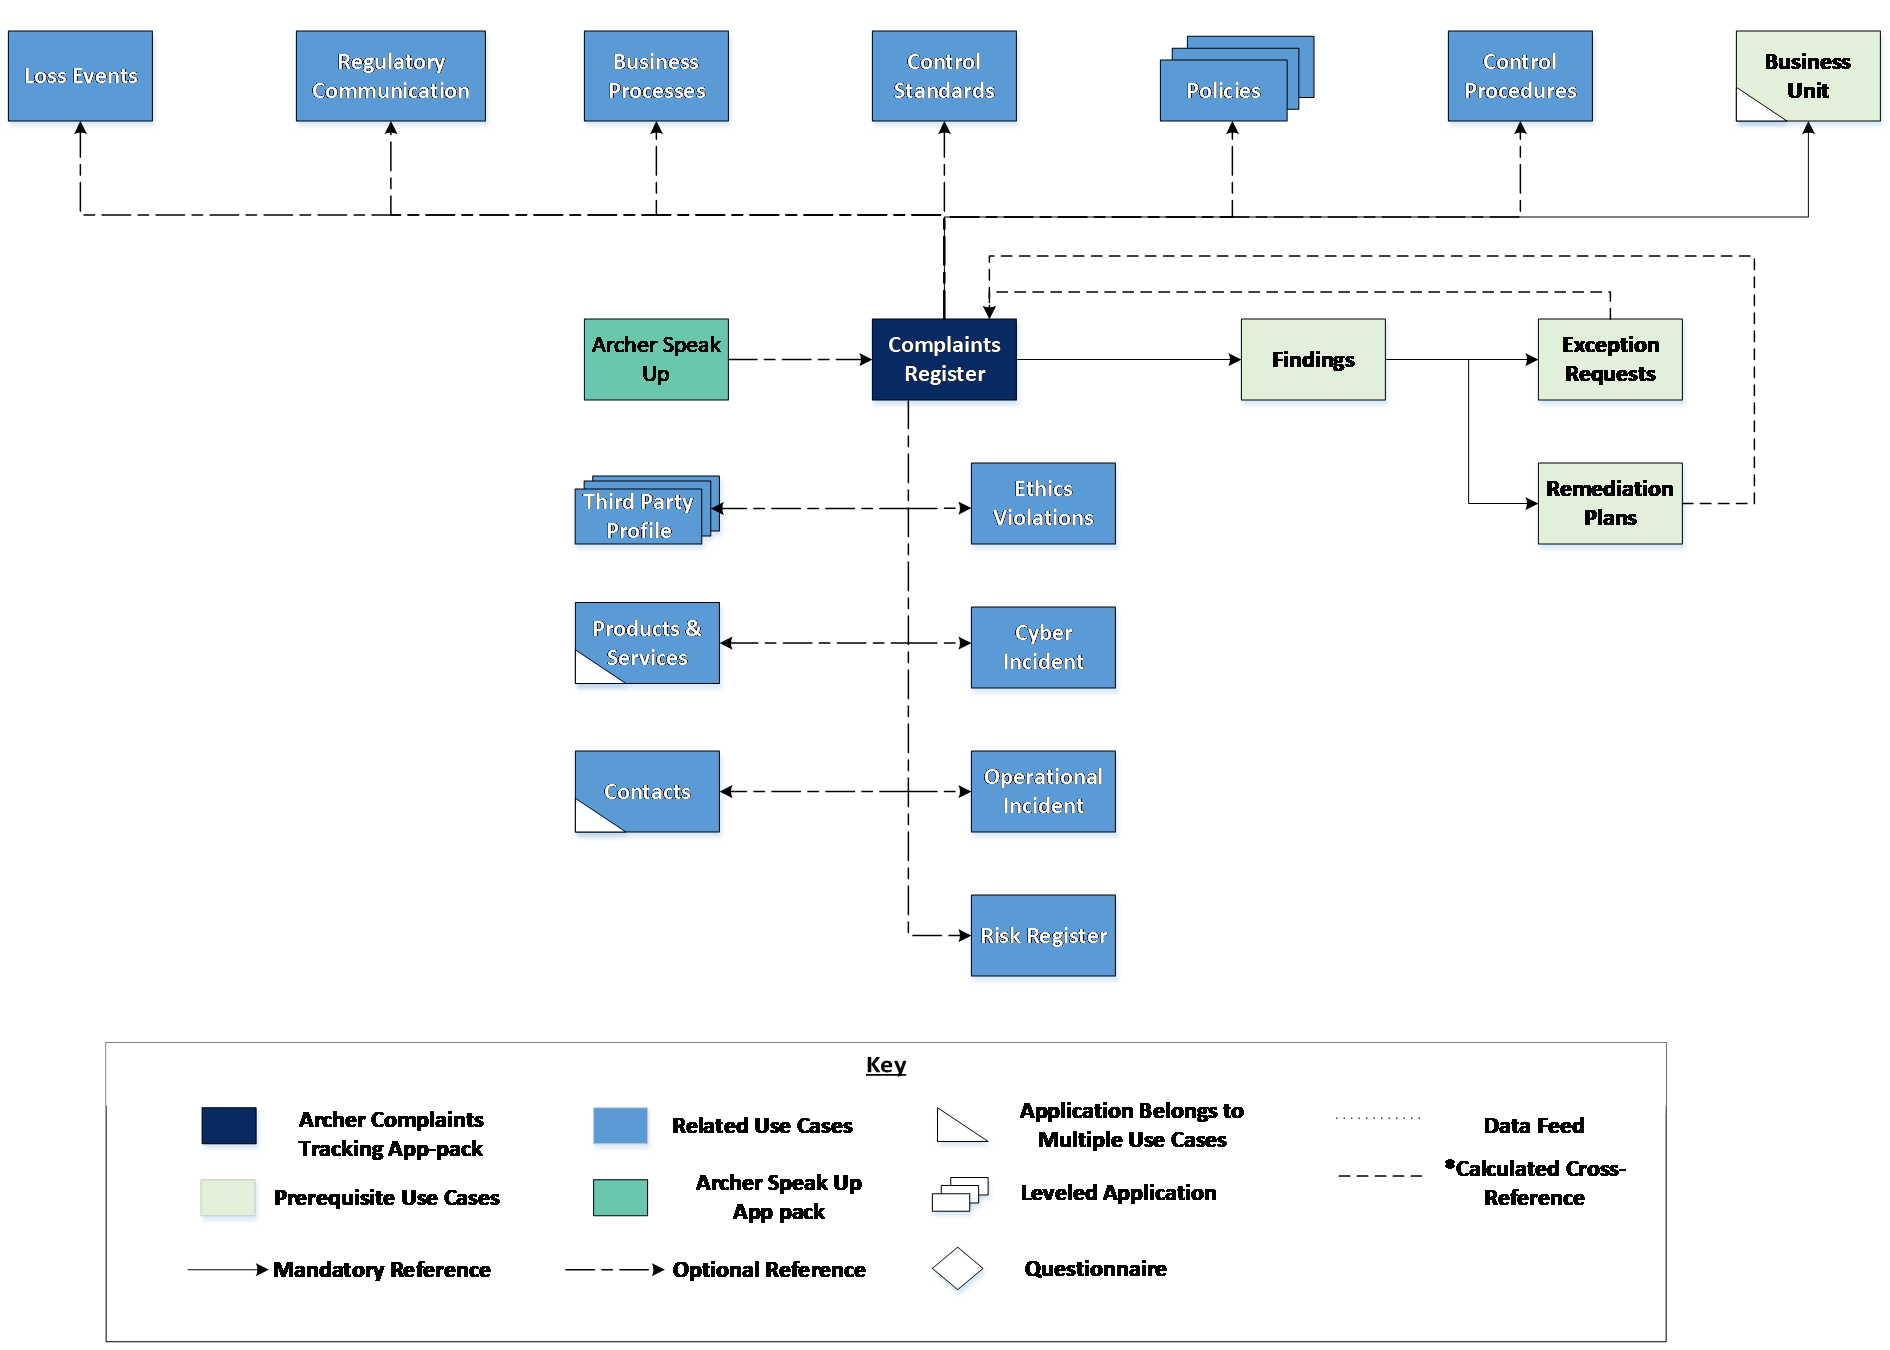 Loss Events
Regulatory
Communication
Business
Processes
Control
Standards
Policies
Control
Procedures
Business
Unit
Archer Speak
Up
Complaints
Register
Findings
Exception
Requests
Third Party
Profile
Ethics
Violations
Remediation
Plans
Products &
Services
Cyber
Incident
Contacts
Operational
Incident
Risk Register
Key
Archer Complaints
Tracking App-pack
Related Use Cases
Application Belongs to
Multiple Use Cases
Data Feed
Prerequisite Use Cases
Archer Speak Up
App pack
Leveled Application
*Calculated Cross-
Reference
Mandatory Reference
Optional Reference
Questionnaire